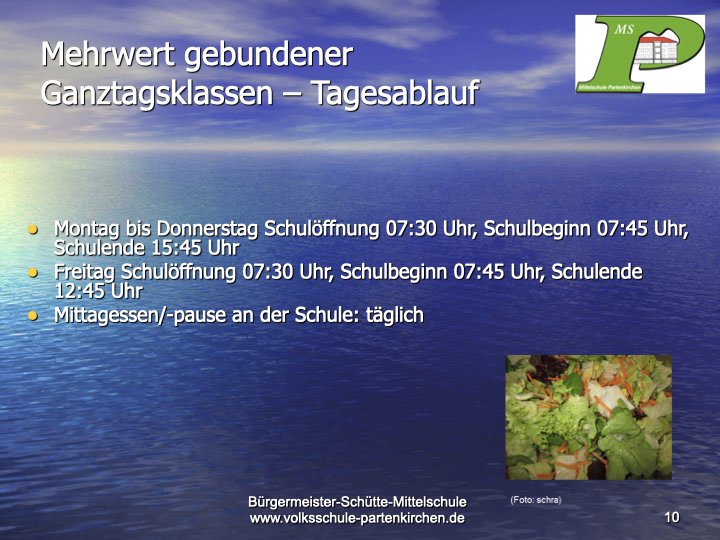 Mehrwert gebundener
Ganztagsklassen – Tagesablauf
MS
Mittelschule Partenkirchen
Montag bis Donnerstag Schulöffnung 07:30 Uhr, Schulbeginn 07:45 Uhr,
Schulende 15:45 Uhr
Freitag Schulöffnung 07:30 Uhr, Schulbeginn 07:45 Uhr, Schulende
12:45 Uhr
Mittagessen/-pause an der Schule: täglich
(Foto: schra)
Bürgermeister-Schütte-Mittelschule
www.volksschule-partenkirchen.de
10